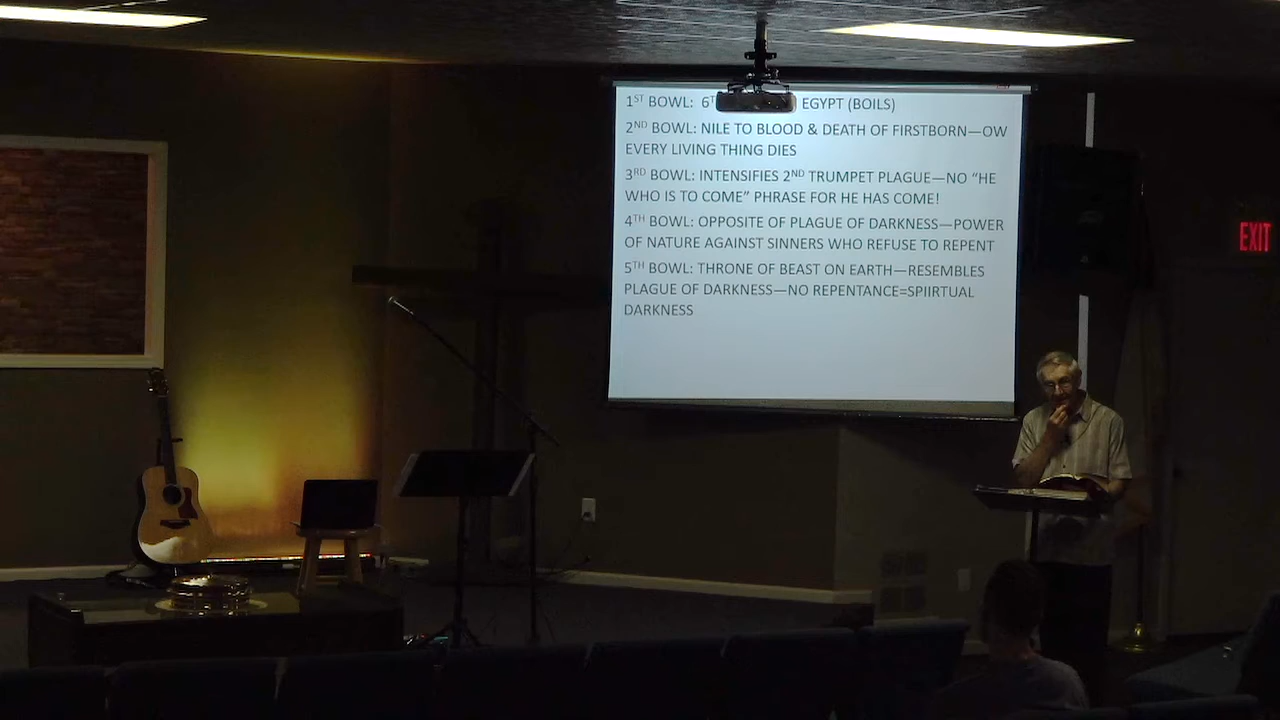 1ST BOWL: 6T EGYPT (BOILS)
2ND BOWL: NILE TO BLOOD & DEATH OF FIRSTBORN—OW
EVERY LIVING THING DIES
3RD BOWL: INTENSIFIES 2ND TRUMPET PLAGUE—NO “HE
WHO IS TO COME” PHRASE FOR HE HAS COME!
4TH BOWL: OPPOSITE OF PLAGUE OF DARKNESS—POWER
OF NATURE AGAINST SINNERS WHO REFUSE TO REPENT
5TH BOWL: THRONE OF BEAST ON EARTH—RESEMBLES
PLAGUE OF DARKNESS—NO REPENTANCE=SPIIRTUAL
DARKNESS
EXIT